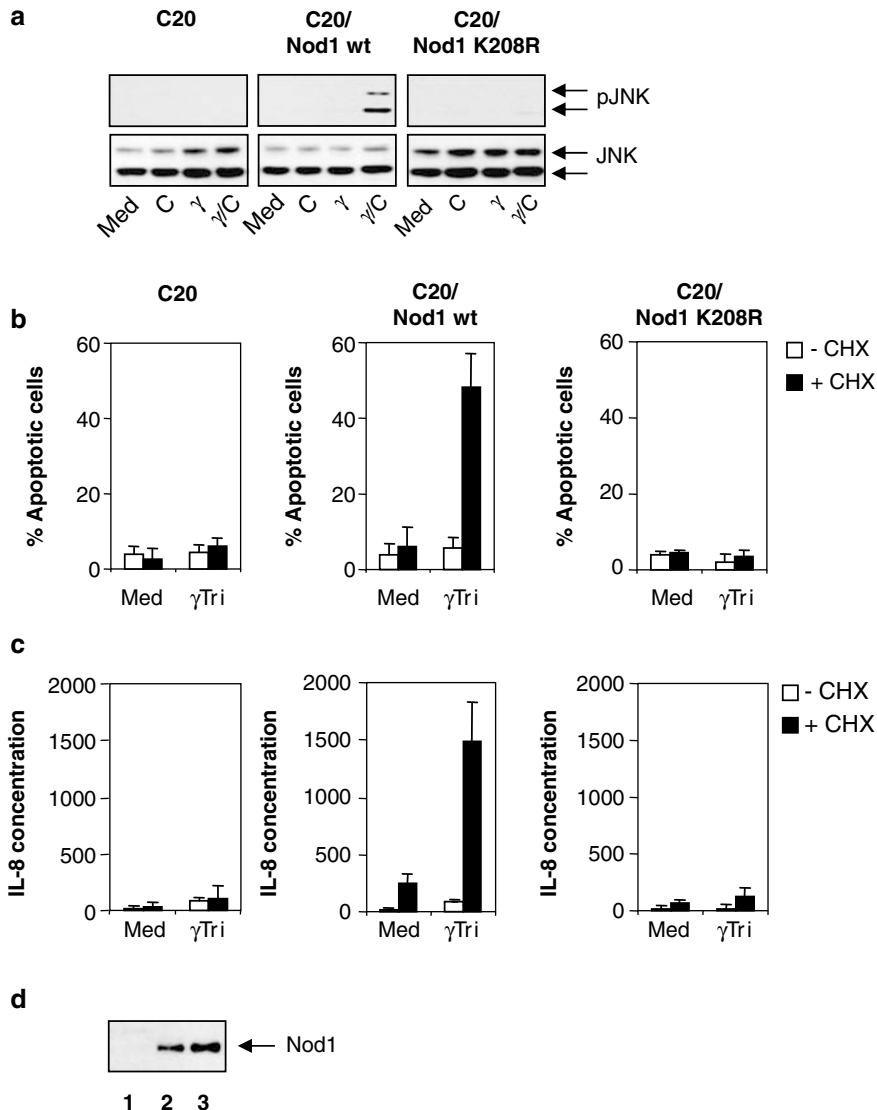 a
C20
C20/
Nod1 wt
C20/
Nod1 K208R
pJNK
JNK
Med C γ γ/C Med C γ γ/C Med C γ γ/C
b
C20
C20/
Nod1 wt
C20/
Nod1 K208R
% Apoptotic cells
60
40
20
0
Med γTri
% Apoptotic cells
60
40
20
0
Med γTri
% Apoptotic cells
60
40
20
0
Med γTri
- CHX
+ CHX
c
IL-8 concentration
2000
1500
1000
500
0
Med γTri
IL-8 concentration
2000
1500
1000
500
0
Med γTri
IL-8 concentration
2000
1500
1000
500
0
Med γTri
- CHX
+ CHX
d
Nod1
1 2 3